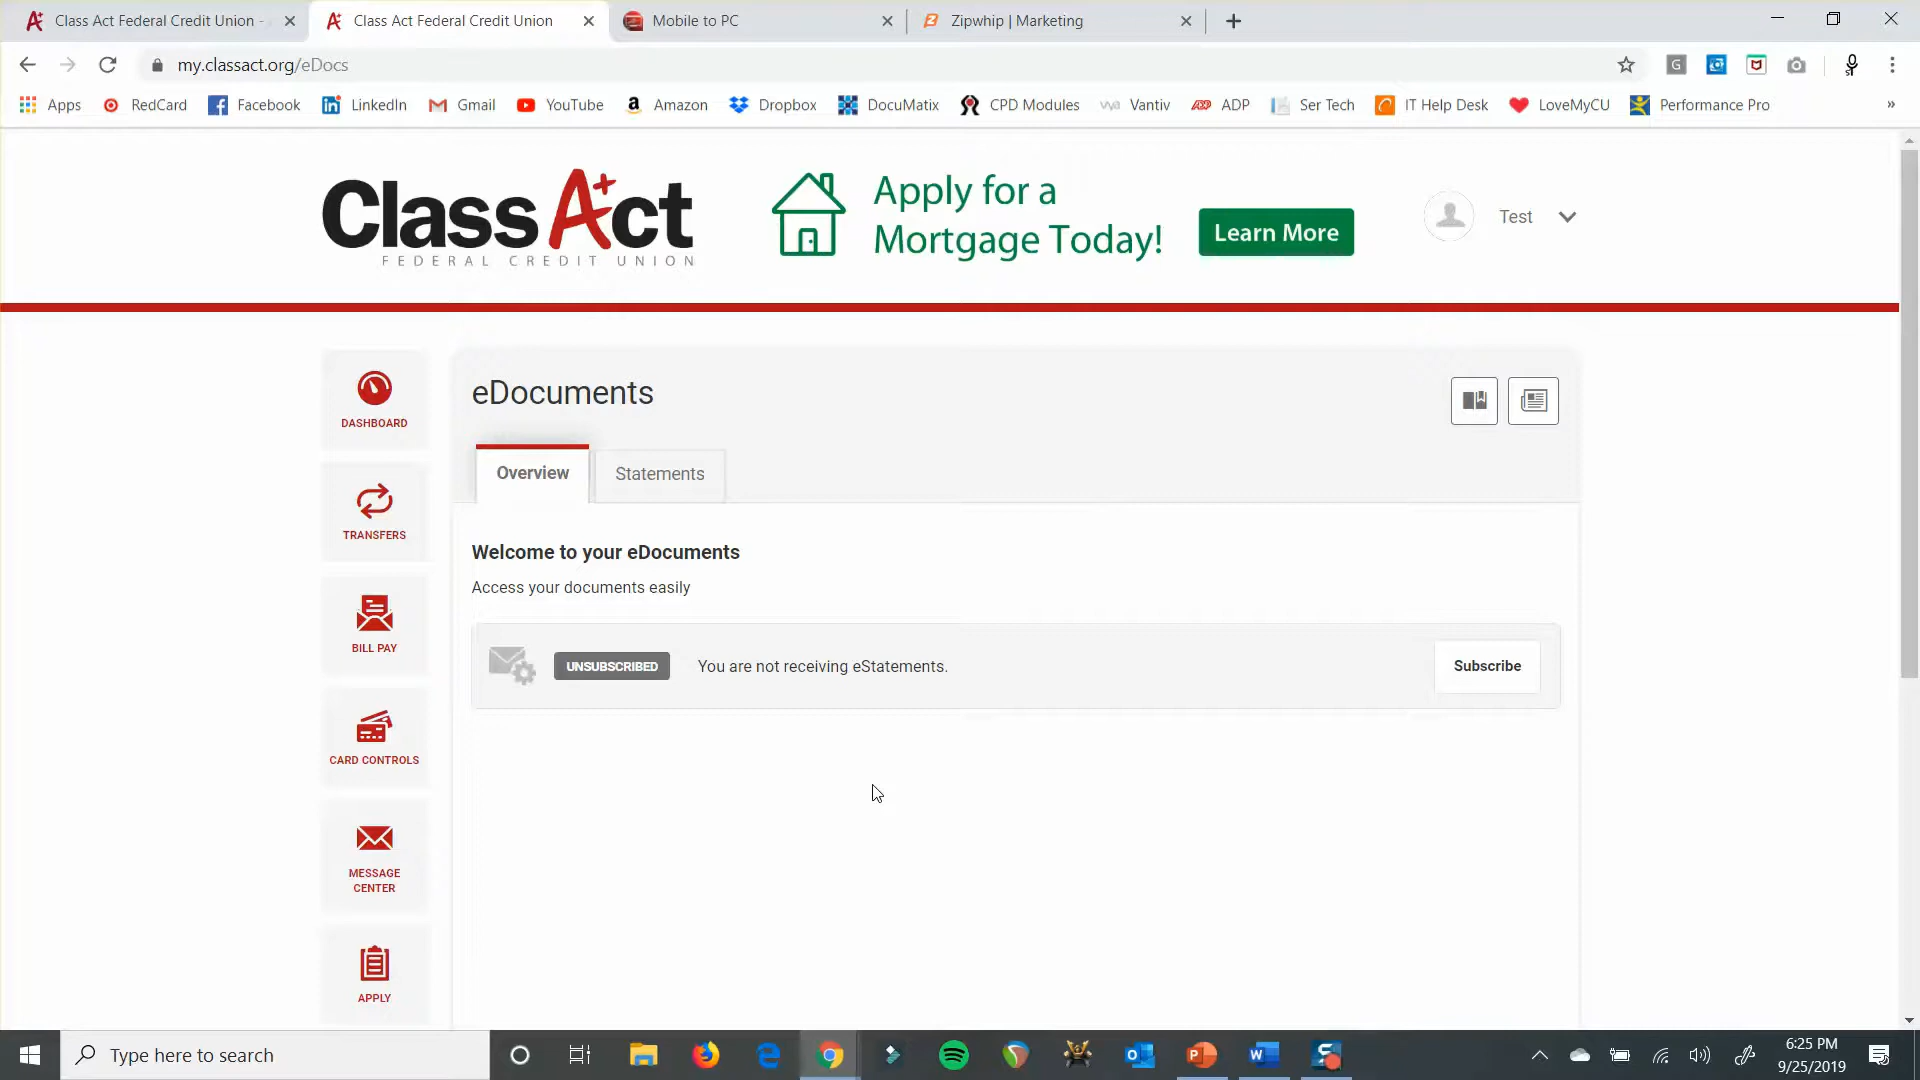 Class Act Federal Credit Union -
Class Act Federal Credit Union
Mobile to PC
Zipwhip | Marketing
my.classact.org/eDocs
Apps
RedCard
Facebook
LinkedIn
Gmail
YouTube
Amazon
Dropbox
DocuMatix
CPD Modules
Vantiv
ADP
Ser Tech
IT Help Desk
LoveMyCU
Performance Pro
Class Act
FEDERAL CREDIT UNION
Apply for a
Mortgage Today!
Learn More
Test
DASHBOARD
TRANSFERS
BILL PAY
CARD CONTROLS
MESSAGE
CENTER
APPLY
eDocuments
Overview
Statements
Welcome to your eDocuments
Access your documents easily
UNSUBSCRIBED
You are not receiving eStatements.
Subscribe
Type here to search
6:25 PM
9/25/2019